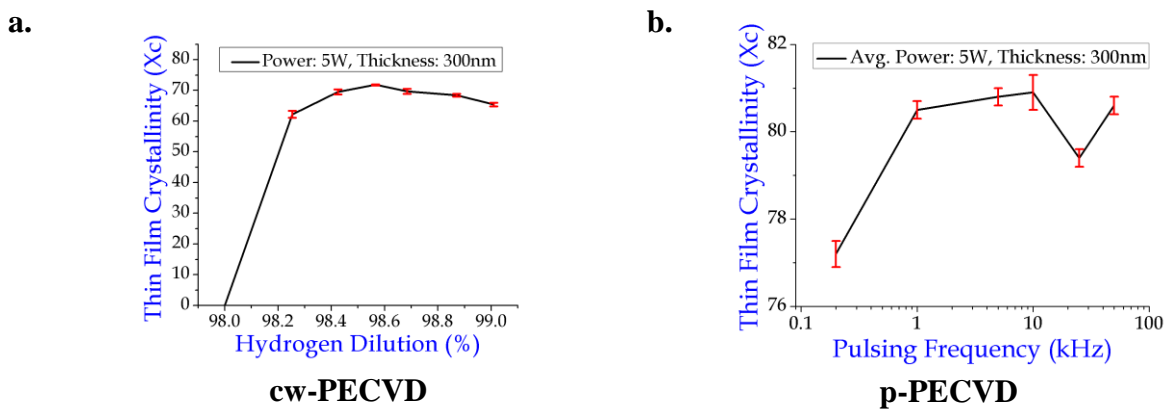 a.
Power: 5W, Thickness: 300nm
Thin Film Crystallinity (Xc)
80
70
60
50
40
30
20
10
0
98.0 98.2 98.4 98.6 98.8 99.0
Hydrogen Dilution (%)
cw-PECVD
b.
Avg. Power: 5W, Thickness: 300nm
Thin Film Crystallinity (Xc)
82
80
77
76
0.1 1 10 100
Pulsing Frequency (kHz)
p-PECVD